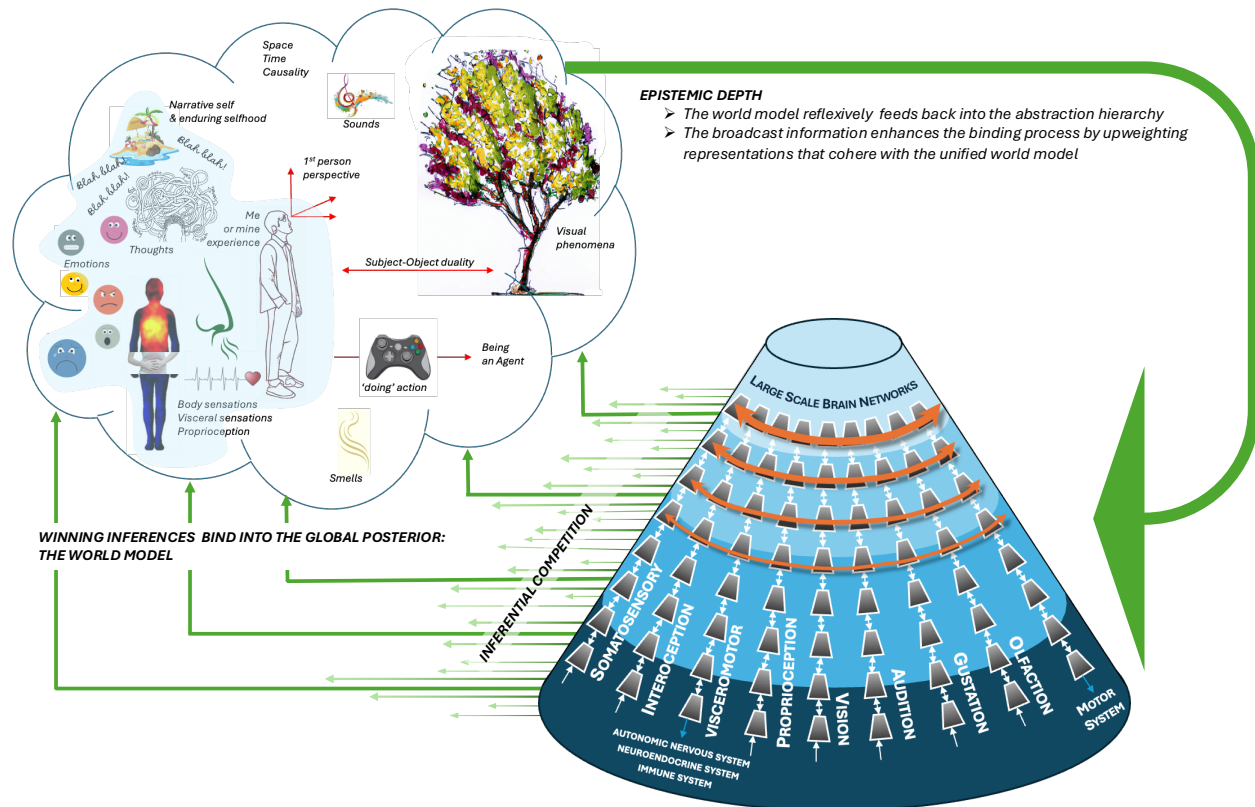 Space
Time
Causality
Sounds
Narrative self
& enduring selfhood
Blah blah!
Blah blah!
Blah blah!
Thoughts
Emotions
1st person
perspective
Me
or mine
experience
Visual
phenomena
Subject-Object duality
Being
an Agent
'doing' action
Body sensations
Visceral sensations
Proprioception
Smells
EPISTEMIC DEPTH
➢ The world model reflexively feeds back into the abstraction hierarchy
➢ The broadcast information enhances the binding process by upweighting
representations that cohere with the unified world model
WINNING INFERENCES BIND INTO THE GLOBAL POSTERIOR:
THE WORLD MODEL
INFERENTIAL COMPETITION
LARGE SCALE BRAIN NETWORKS
SOMATOSENSORY
INTEROCEPTION
VISCEROMOTOR
PROPRIOCEPTION
VISION
AUDITION
GUSTATION
OLFACTION
MOTOR
SYSTEM
AUTONOMIC NERVOUS SYSTEM
NEUROENDOCRINE SYSTEM
IMMUNE SYSTEM